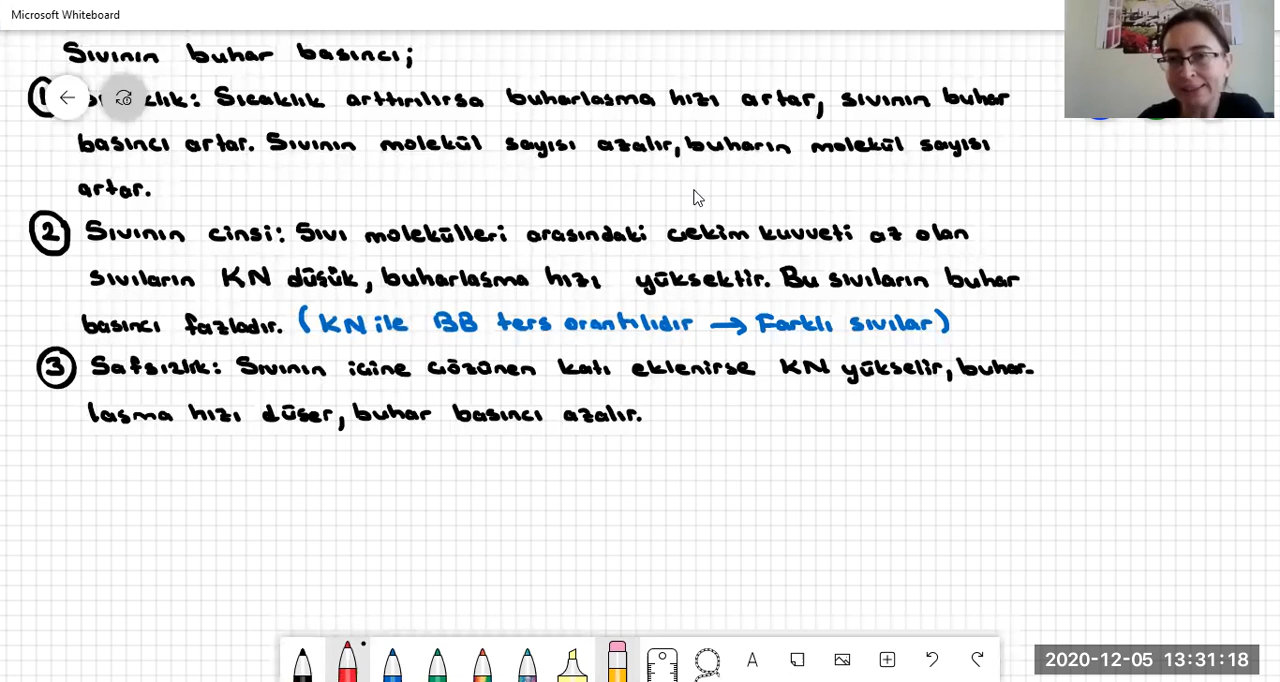 Microsoft Whiteboard
Sıvının buhar basıncı;
1 Sıcaklık: Sıcaklık arttırılırsa buharlaşma hızı artar, sıvının buhar
basıncı artar. Sıvının molekül sayısı azalır, buharın molekül sayısı
artar.
2 Sıvının cinsi: Sıvı molekülleri arasındaki çekim kuvveti az olan
sıvıların KN düşük, buharlaşma hızı yüksektir. Bu sıvıların buhar
basıncı fazladır. (KN ile BB ters orantılıdır → Farklı sıvılar)
3 Safsızlık: Sıvının içine çözünen katı eklenirse KN yükselir, buhar-
laşma hızı düşer, buhar basıncı azalır.
A
2020-12-05 13:31:18